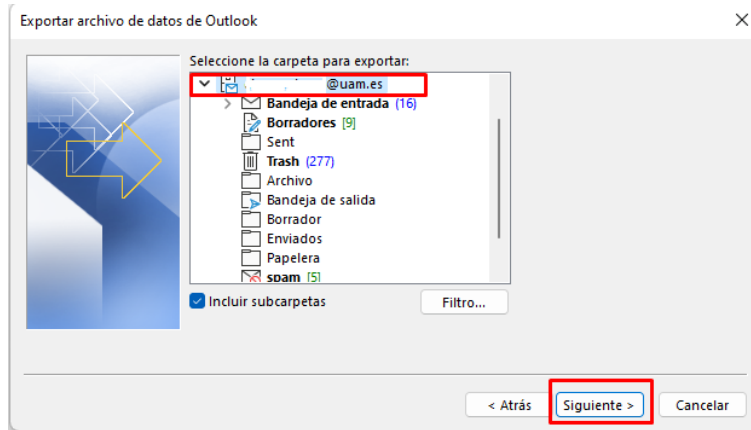 Exportar archivo de datos de Outlook
Seleccione la carpeta para exportar:
@uam.es
Bandeja de entrada (16)
Borradores [9]
Sent
Trash (277)
Archivo
Bandeja de salida
Borrador
Enviados
Papelera
spam [5]
Incluir subcarpetas
Filtro...
< Atrás
Siguiente >
Cancelar